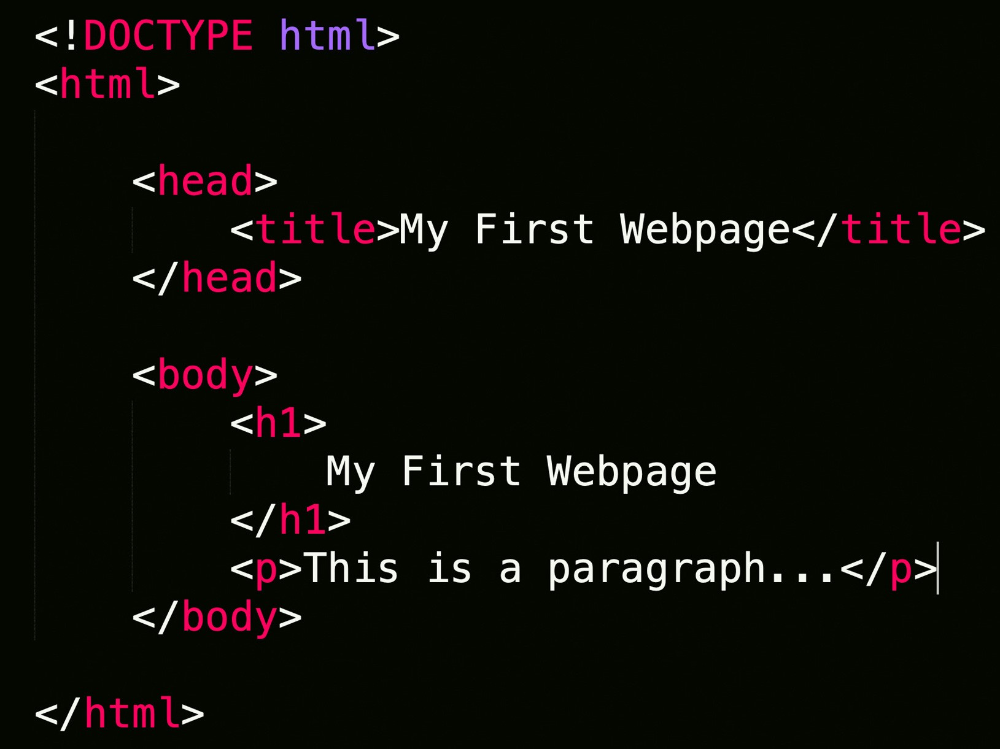 <!DOCTYPE html>
<html>
<head>
<title>My First Webpage</title>
</head>
<body>
<h1>
My First Webpage
</h1>
<p>This is a paragraph...</p>
</body>
</html>